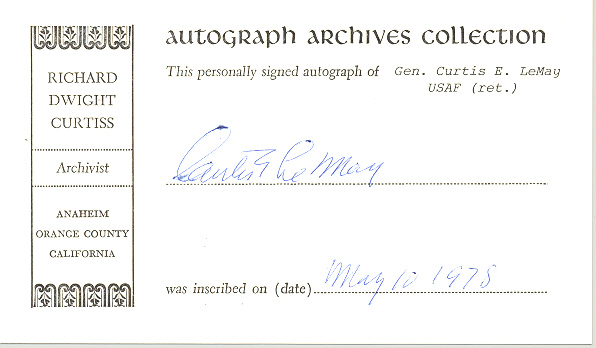 AUTOGRAPH ARCHIVES COLLECTION
This personally signed autograph of Gen. Curtis E. LeMay
USAF (ret.)
RICHARD
DWIGHT
CURTISS
Archivist
ANAHEIM
ORANGE COUNTY
CALIFORNIA
Curtis E LeMay
was inscribed on (date) May 10 1975